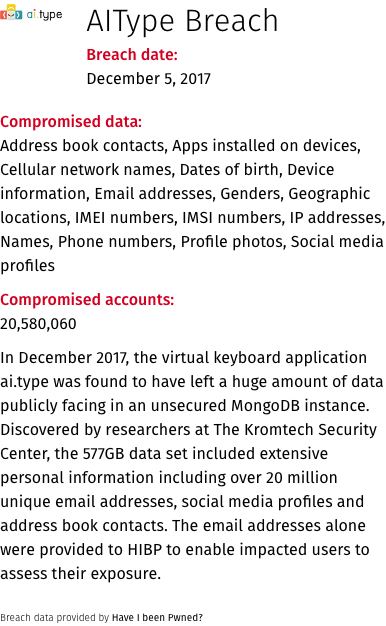 ai type
AIType Breach
Breach date:
December 5, 2017
Compromised data:
Address book contacts, Apps installed on devices,
Cellular network names, Dates of birth, Device
information, Email addresses, Genders, Geographic
locations, IMEI numbers, IMSI numbers, IP addresses,
Names, Phone numbers, Profile photos, Social media
profiles
Compromised accounts:
20,580,060
In December 2017, the virtual keyboard application
ai.type was found to have left a huge amount of data
publicly facing in an unsecured MongoDB instance.
Discovered by researchers at The Kromtech Security
Center, the 577GB data set included extensive
personal information including over 20 million
unique email addresses, social media profiles and
address book contacts. The email addresses alone
were provided to HIBP to enable impacted users to
assess their exposure.
Breach data provided by Have I been Pwned?